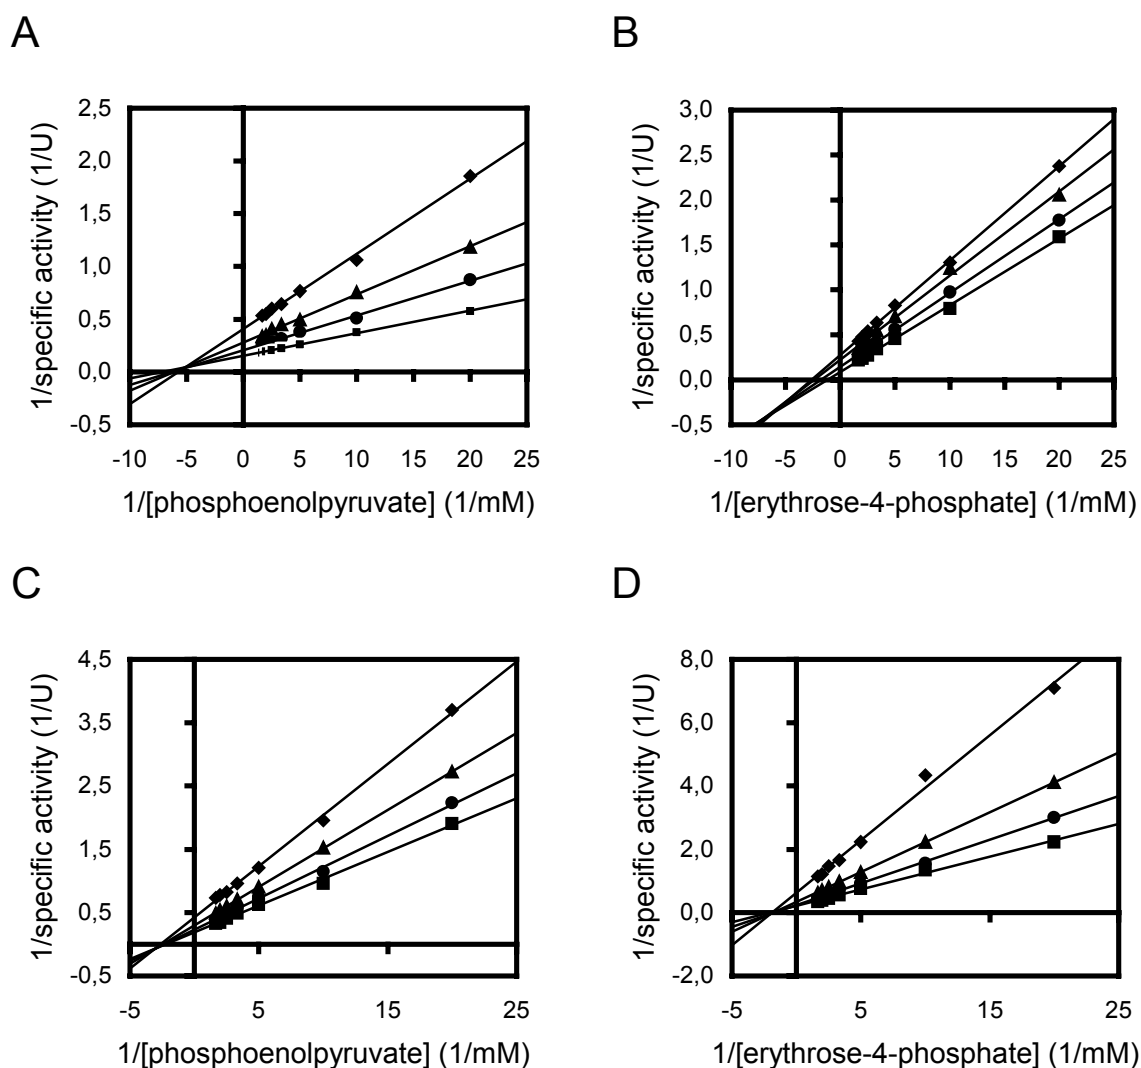 A
B
1/specific activity (1/U)
2,5
2,0
1,5
1,0
0,5
0,0
-0,5
-10 -5 0 5 10 15 20 25
1/[phosphoenolpyruvate] (1/mM)
1/specific activity (1/U)
3,0
2,5
2,0
1,5
1,0
0,5
0,0
-0,5
-10 -5 0 5 10 15 20 25
1/[erythrose-4-phosphate] (1/mM)
C
D
1/specific activity (1/U)
4,5
3,5
2,5
1,5
0,5
-0,5
-5 5 15 25
1/[phosphoenolpyruvate] (1/mM)
1/specific activity (1/U)
8,0
6,0
4,0
2,0
0,0
-2,0
-5 5 15 25
1/[erythrose-4-phosphate] (1/mM)